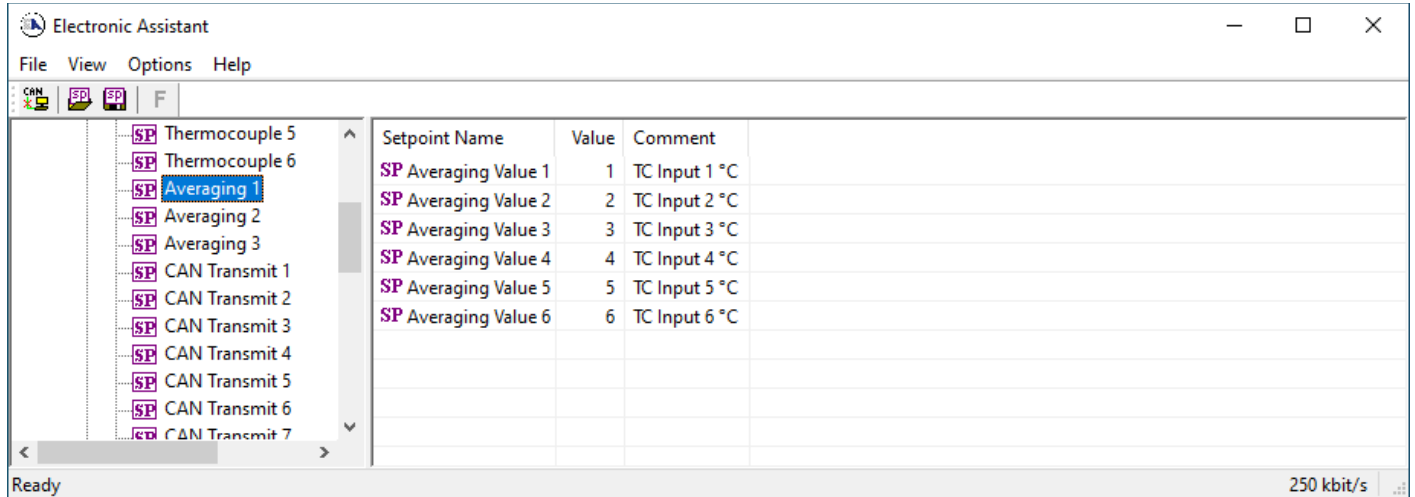 Electronic Assistant
File View Options Help
CAN SP SP F
SP Thermocouple 5
SP Thermocouple 6
SP Averaging 1
SP Averaging 2
SP Averaging 3
SP CAN Transmit 1
SP CAN Transmit 2
SP CAN Transmit 3
SP CAN Transmit 4
SP CAN Transmit 5
SP CAN Transmit 6
SP CAN Transmit 7
Setpoint Name Value Comment
SP Averaging Value 1 1 TC Input 1 °C
SP Averaging Value 2 2 TC Input 2 °C
SP Averaging Value 3 3 TC Input 3 °C
SP Averaging Value 4 4 TC Input 4 °C
SP Averaging Value 5 5 TC Input 5 °C
SP Averaging Value 6 6 TC Input 6 °C
Ready 250 kbit/s